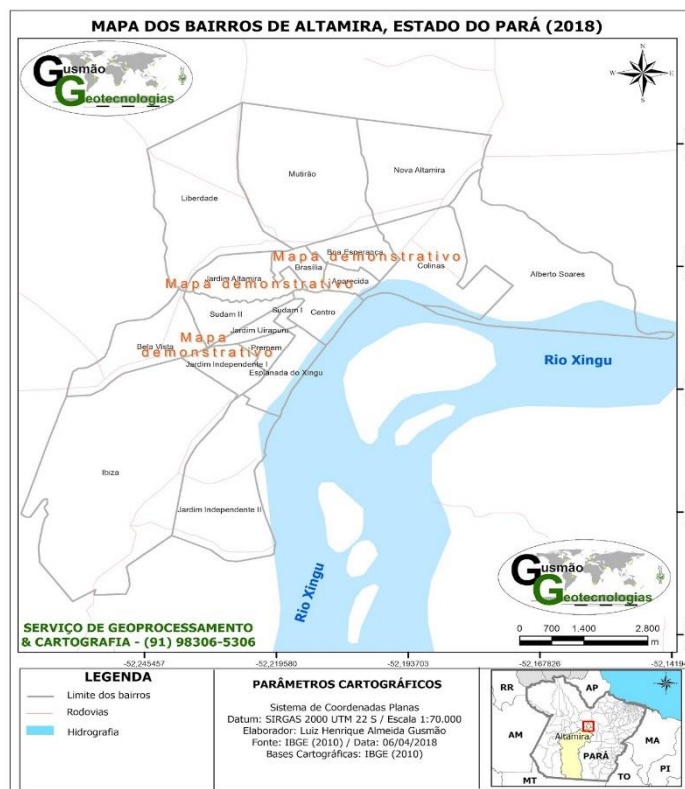 MAPA DOS BAIRROS DE ALTAMIRA, ESTADO DO PARÁ (2018)
Gusmão
Geotecnologias
N
W E
S
Mutirão
Nova Altamira
Liberdade
Boa Esperança
Mapa demonstrativo
Brasília
Colinas
Jardim Altamira
Aparecida
Alberto Soares
Mapa demonstrativo
Sudam I
Sudam II
Centro
Jardim Uirapuru
Mapa
Bela Vista
Premem
demonstrativo
Jardim Independente I
Esplanada do Xingu
Rio Xingu
Ibiza
Jardim Independente II
Rio Xingu
Gusmão
Geotecnologias
SERVIÇO DE GEOPROCESSAMENTO
& CARTOGRAFIA - (91) 98306-5306
0 700 1.400 2.800
m
-52,245457 -52,219580 -52,193703 -52,167826 -52,14194
LEGENDA
Limite dos bairros
Rodovias
Hidrografia
PARÂMETROS CARTOGRÁFICOS
Sistema de Coordenadas Planas
Datum: SIRGAS 2000 UTM 22 S / Escala 1:70.000
Elaborador: Luiz Henrique Almeida Gusmão
Fonte: IBGE (2010) / Data: 06/04/2018
Bases Cartográficas: IBGE (2010)
RR
AP
AM
Altamira
MA
PARÁ
PI
MT
TO